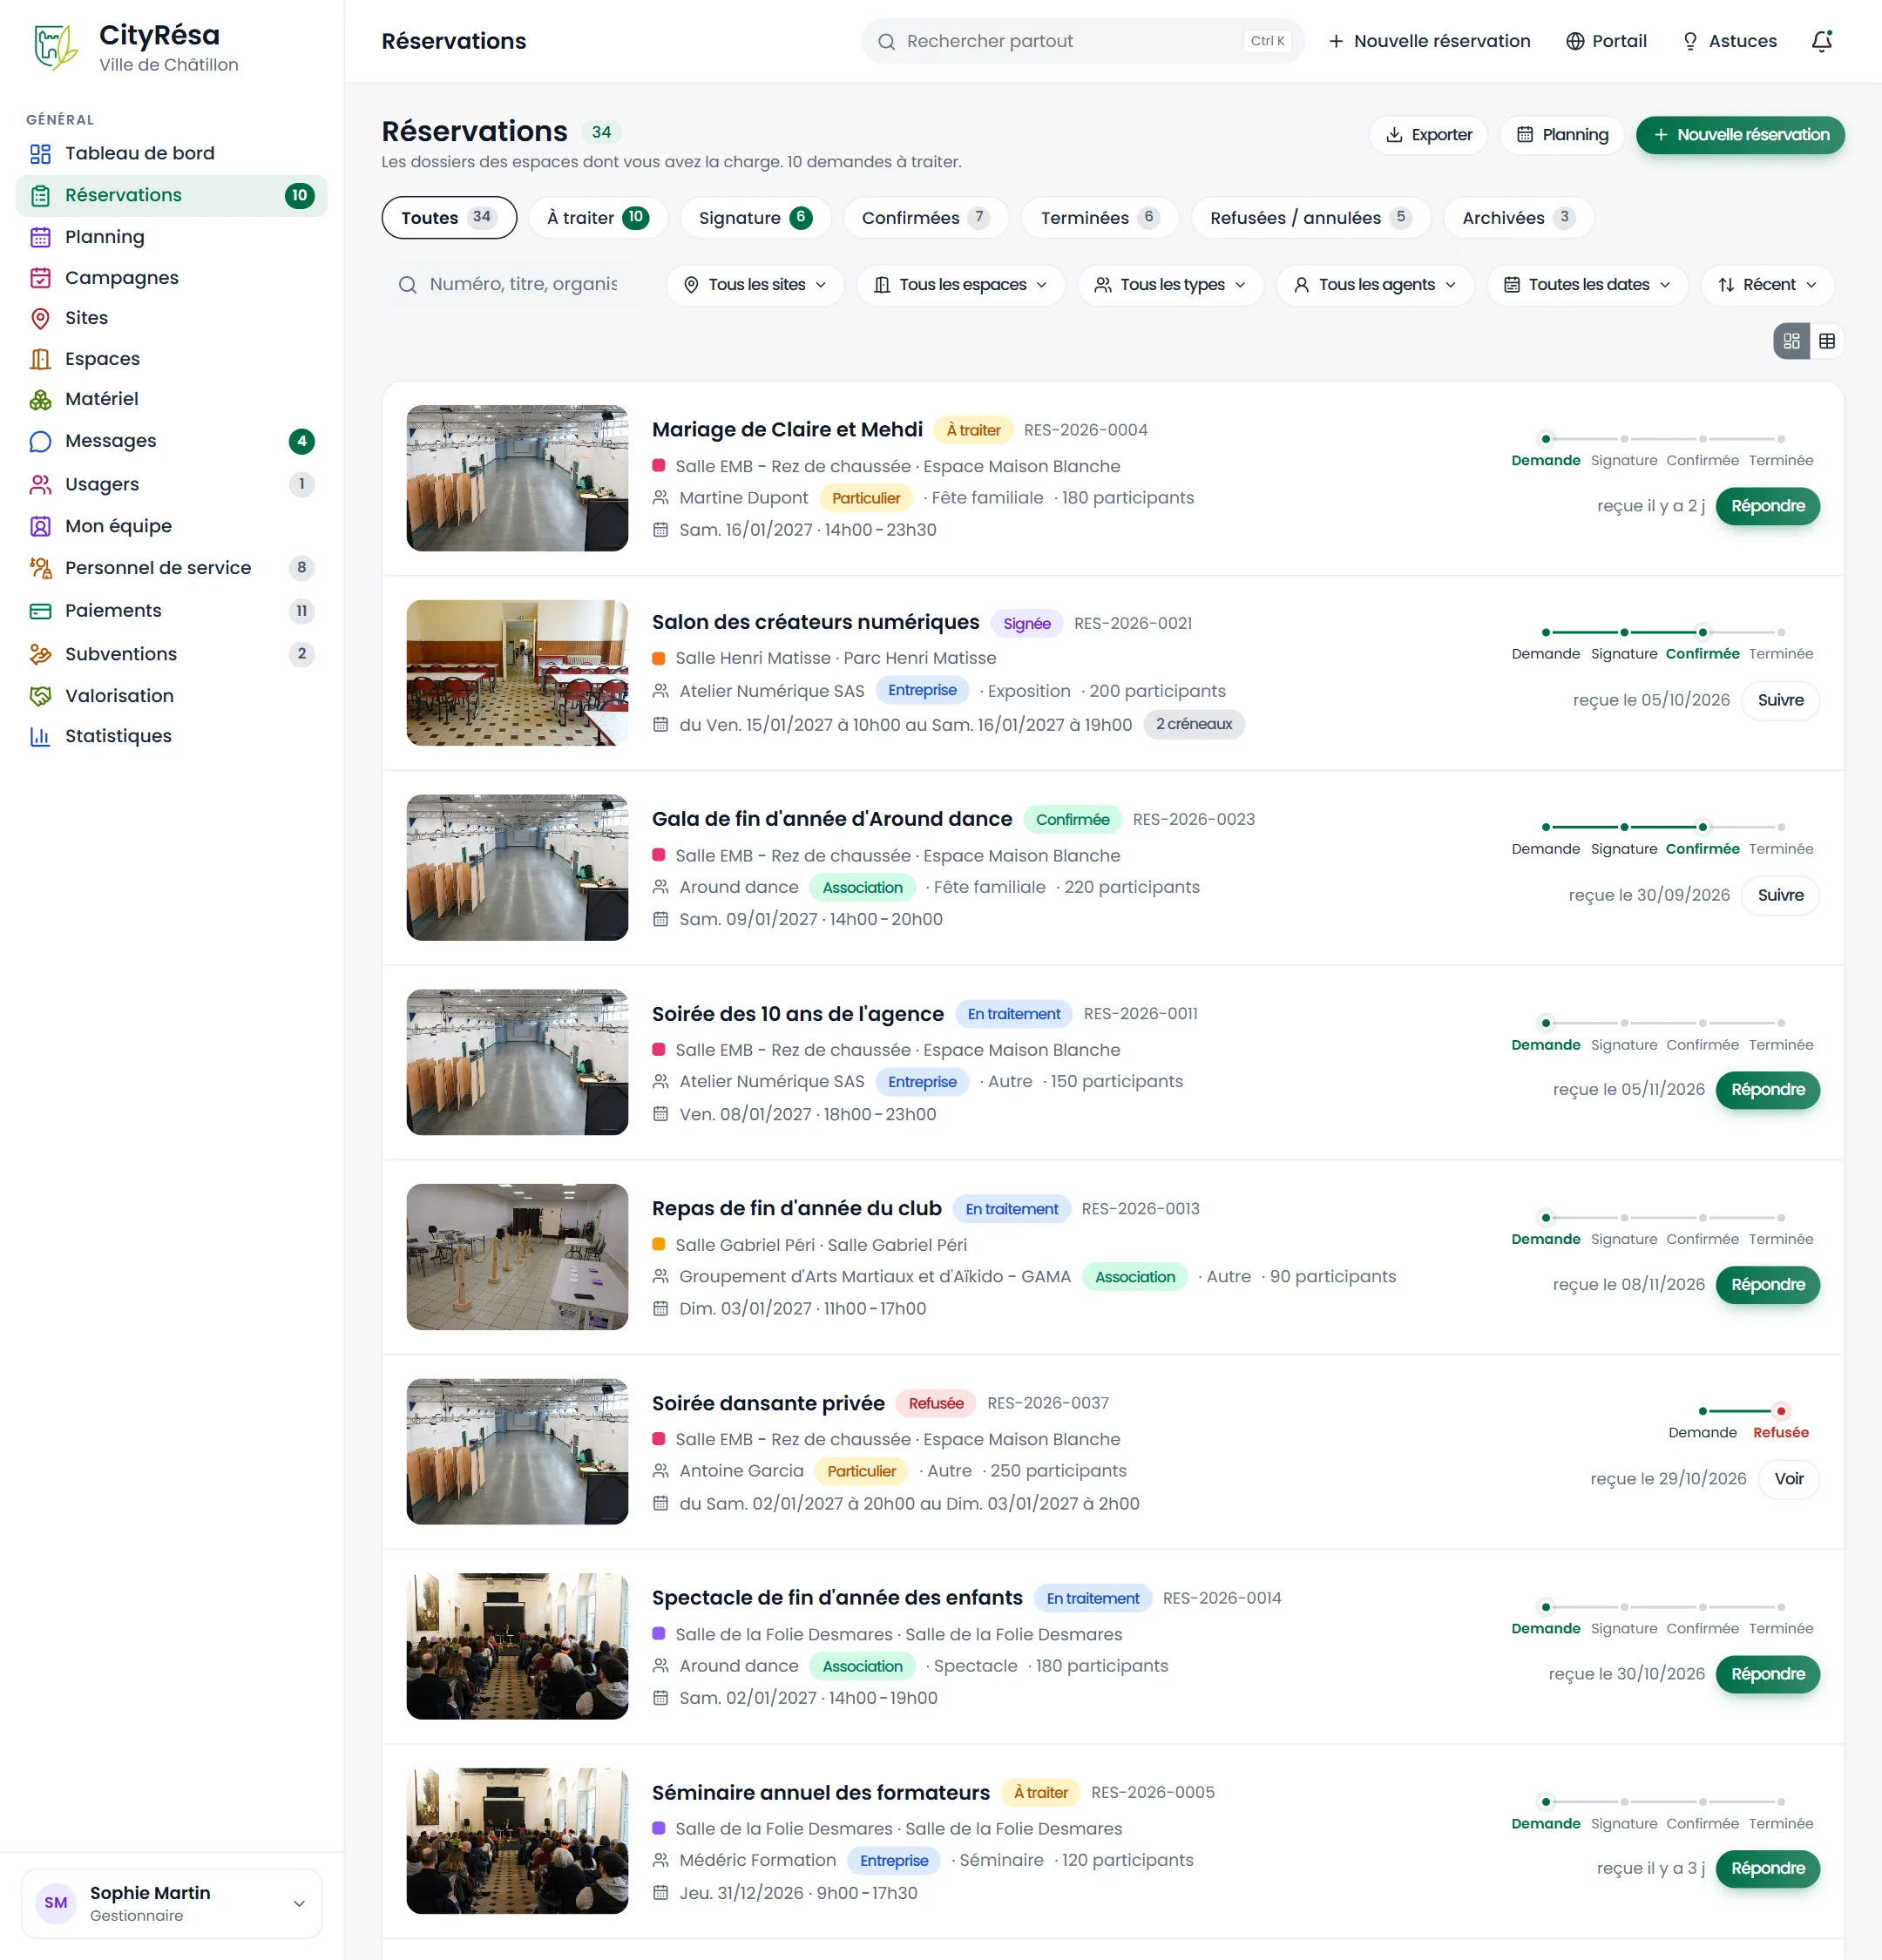 CityRésa
Ville de Châtillon
GÉNÉRAL
Tableau de bord
Réservations 10
Planning
Campagnes
Sites
Espaces
Matériel
Messages 4
Usagers 1
Mon équipe
Personnel de service 8
Paiements 11
Subventions 2
Valorisation
Statistiques
SM
Sophie Martin
Gestionnaire
Réservations
Rechercher partout Ctrl K
Nouvelle réservation
Portail
Astuces
Réservations 34
Les dossiers des espaces dont vous avez la charge. 10 demandes à traiter.
Exporter
Planning
+ Nouvelle réservation
Toutes 34
À traiter 10
Signature 6
Confirmées 7
Terminées 6
Refusées / annulées 5
Archivées 3
Numéro, titre, organis
Tous les sites
Tous les espaces
Tous les types
Tous les agents
Toutes les dates
Récent
Mariage de Claire et Mehdi À traiter RES-2026-0004
Salle EMB - Rez de chaussée · Espace Maison Blanche
Martine Dupont Particulier · Fête familiale · 180 participants
Sam. 16/01/2027 · 14h00 – 23h30
Demande Signature Confirmée Terminée
reçue il y a 2 j Répondre
Salon des créateurs numériques Signée RES-2026-0021
Salle Henri Matisse · Parc Henri Matisse
Atelier Numérique SAS Entreprise · Exposition · 200 participants
du Ven. 15/01/2027 à 10h00 au Sam. 16/01/2027 à 19h00 2 créneaux
Demande Signature Confirmée Terminée
reçue le 05/10/2026 Suivre
Gala de fin d'année d'Around dance Confirmée RES-2026-0023
Salle EMB - Rez de chaussée · Espace Maison Blanche
Around dance Association · Fête familiale · 220 participants
Sam. 09/01/2027 · 14h00 – 20h00
Demande Signature Confirmée Terminée
reçue le 30/09/2026 Suivre
Soirée des 10 ans de l'agence En traitement RES-2026-0011
Salle EMB - Rez de chaussée · Espace Maison Blanche
Atelier Numérique SAS Entreprise · Autre · 150 participants
Ven. 08/01/2027 · 18h00 – 23h00
Demande Signature Confirmée Terminée
reçue le 05/11/2026 Répondre
Repas de fin d'année du club En traitement RES-2026-0013
Salle Gabriel Péri · Salle Gabriel Péri
Groupement d'Arts Martiaux et d'Aïkido - GAMA Association · Autre · 90 participants
Dim. 03/01/2027 · 11h00 – 17h00
Demande Signature Confirmée Terminée
reçue le 08/11/2026 Répondre
Soirée dansante privée Refusée RES-2026-0037
Salle EMB - Rez de chaussée · Espace Maison Blanche
Antoine Garcia Particulier · Autre · 250 participants
du Sam. 02/01/2027 à 20h00 au Dim. 03/01/2027 à 2h00
Demande Refusée
reçue le 29/10/2026 Voir
Spectacle de fin d'année des enfants En traitement RES-2026-0014
Salle de la Folie Desmares · Salle de la Folie Desmares
Around dance Association · Spectacle · 180 participants
Sam. 02/01/2027 · 14h00 – 19h00
Demande Signature Confirmée Terminée
reçue le 30/10/2026 Répondre
Séminaire annuel des formateurs À traiter RES-2026-0005
Salle de la Folie Desmares · Salle de la Folie Desmares
Médéric Formation Entreprise · Séminaire · 120 participants
Jeu. 31/12/2026 · 9h00 – 17h30
Demande Signature Confirmée Terminée
reçue il y a 3 j Répondre